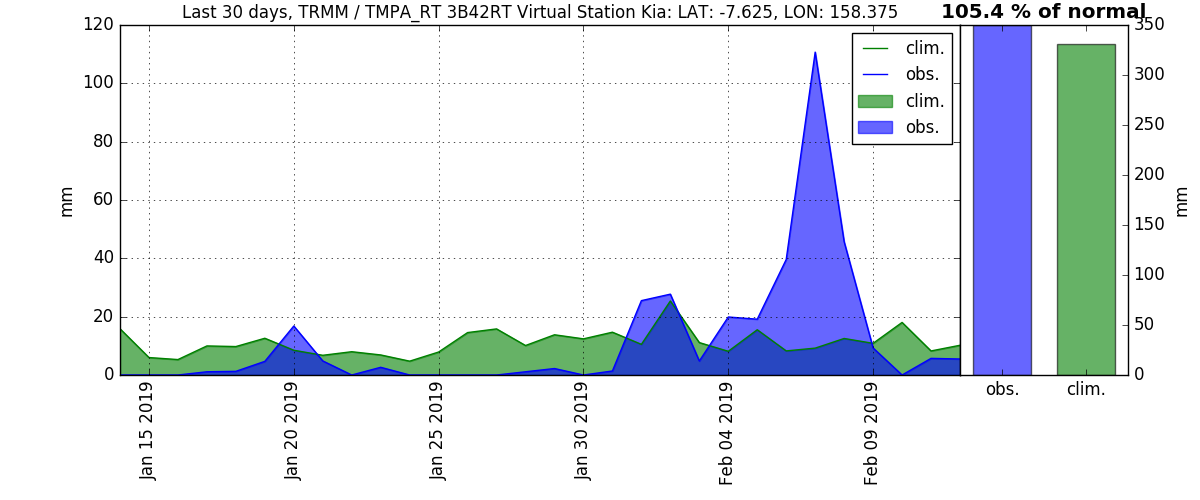 Last 30 days, TRMM / TMPA_RT 3B42RT Virtual Station Kia: LAT: -7.625, LON: 158.375
105.4 % of normal
120
100
80
60
40
20
0
mm
clim.
obs.
clim.
obs.
Jan 15 2019
Jan 20 2019
Jan 25 2019
Jan 30 2019
Feb 04 2019
Feb 09 2019
350
300
250
200
150
100
50
0
mm
obs.
clim.